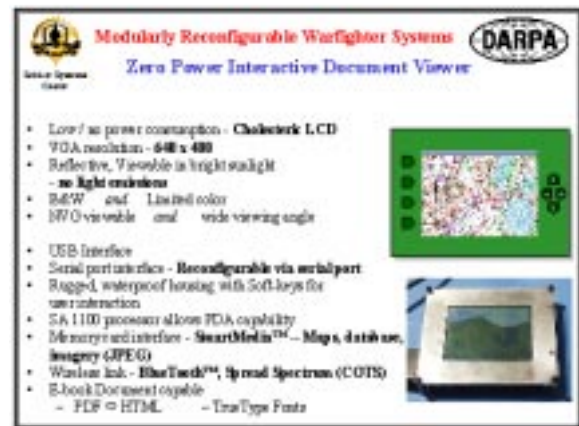 Modularly Reconfigurable Warfighter Systems
DARPA
Zero Power Interactive Document Viewer
Soldier Systems
Center
• Low / no power consumption - Cholesteric LCD
• VGA resolution - 640 x 480
• Reflective, Viewable in bright sunlight
- no light emissions
• B&W and Limited color
• NVG viewable and wide viewing angle
• USB Interface
• Serial port interface - Reconfigurable via serial port
• Rugged, waterproof housing with Soft-keys for
user interaction
• SA 1100 processor allows PDA capability
• Memory card interface - SmartMedia™ - Maps, database,
imagery (JPEG)
• Wireless link - BlueTooth™, Spread Spectrum (COTS)
• E-book Document capable
– PDF HTML – TrueType Fonts